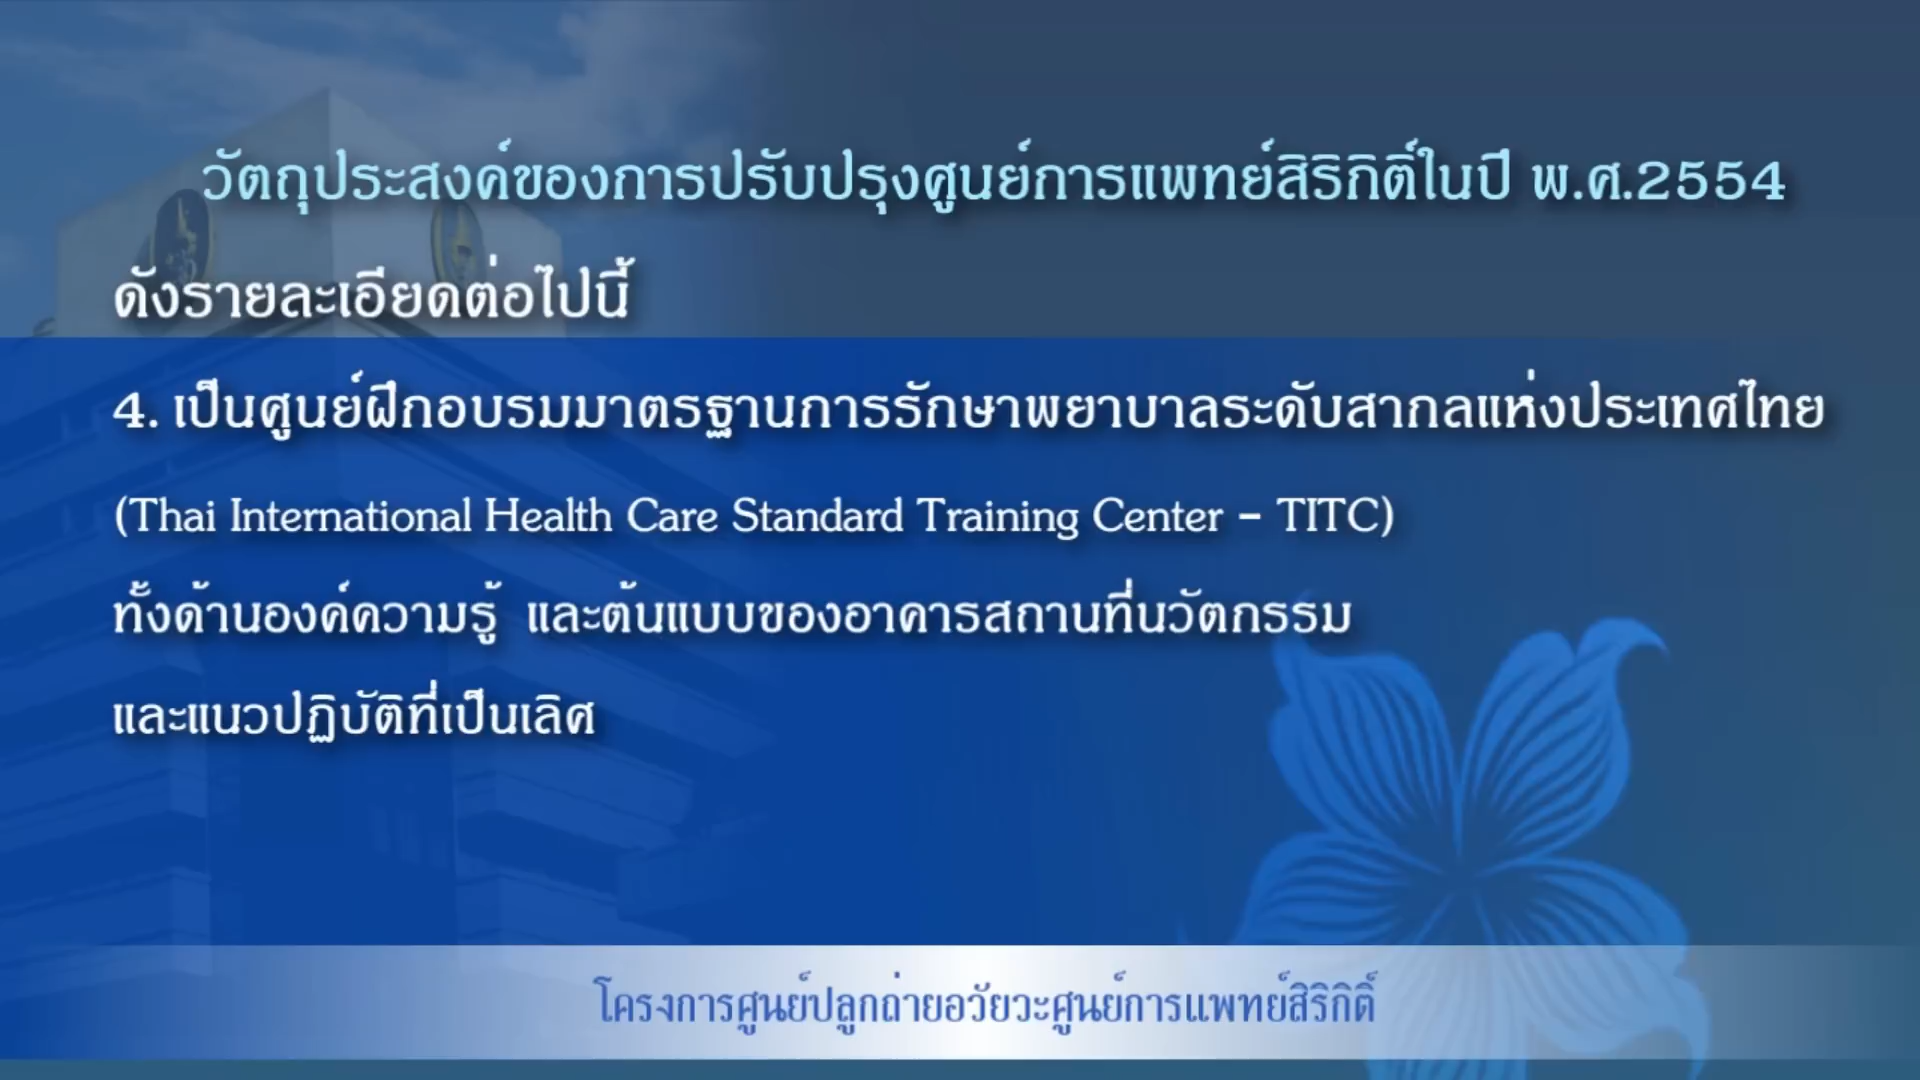 วัตถุประสงค์ของการปรับปรุงศูนย์การแพทย์สิริกิติ์ในปี พ.ศ.2554
ดังรายละเอียดต่อไปนี้
4. เป็นศูนย์ฝึกอบรมมาตรฐานการรักษาพยาบาลระดับสากลแห่งประเทศไทย
(Thai International Health Care Standard Training Center – TITC)
ทั้งด้านองค์ความรู้ และต้นแบบของอาคารสถานที่นวัตกรรม
และแนวปฏิบัติที่เป็นเลิศ
โครงการศูนย์ปลูกถ่ายอวัยวะศูนย์การแพทย์สิริกิติ์